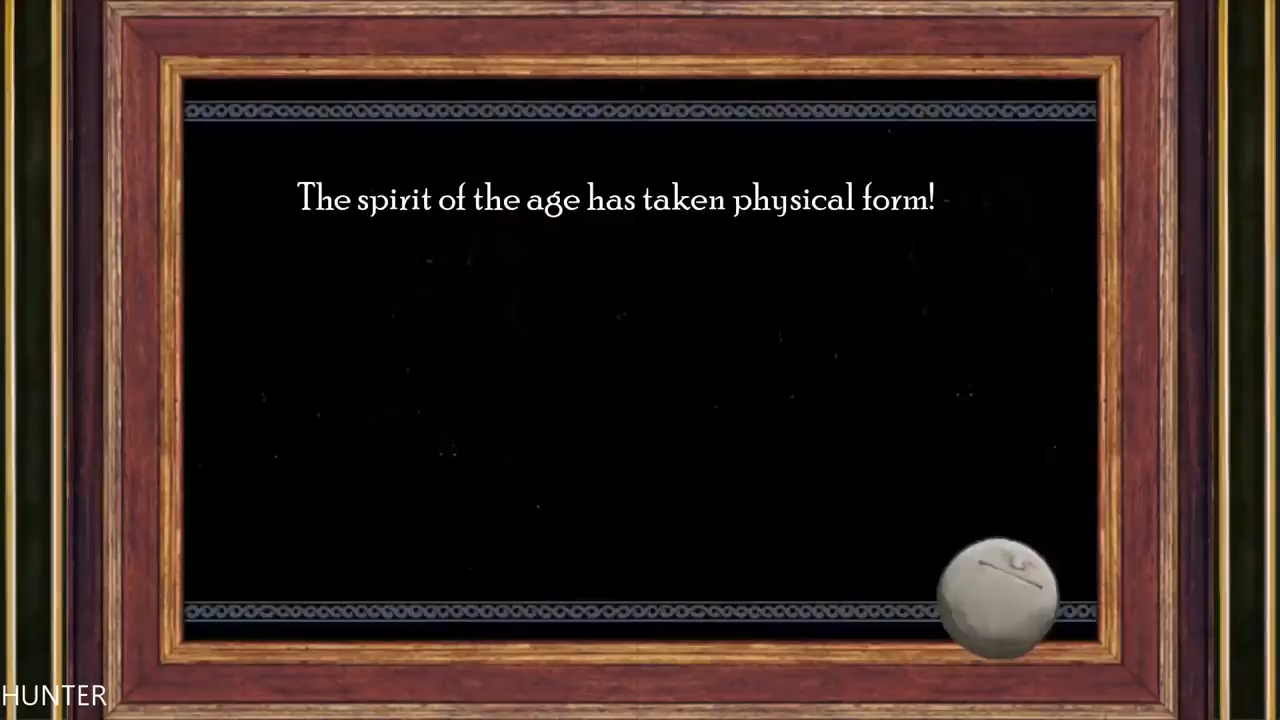 The spirit of the age has taken physical form!
HUNTER